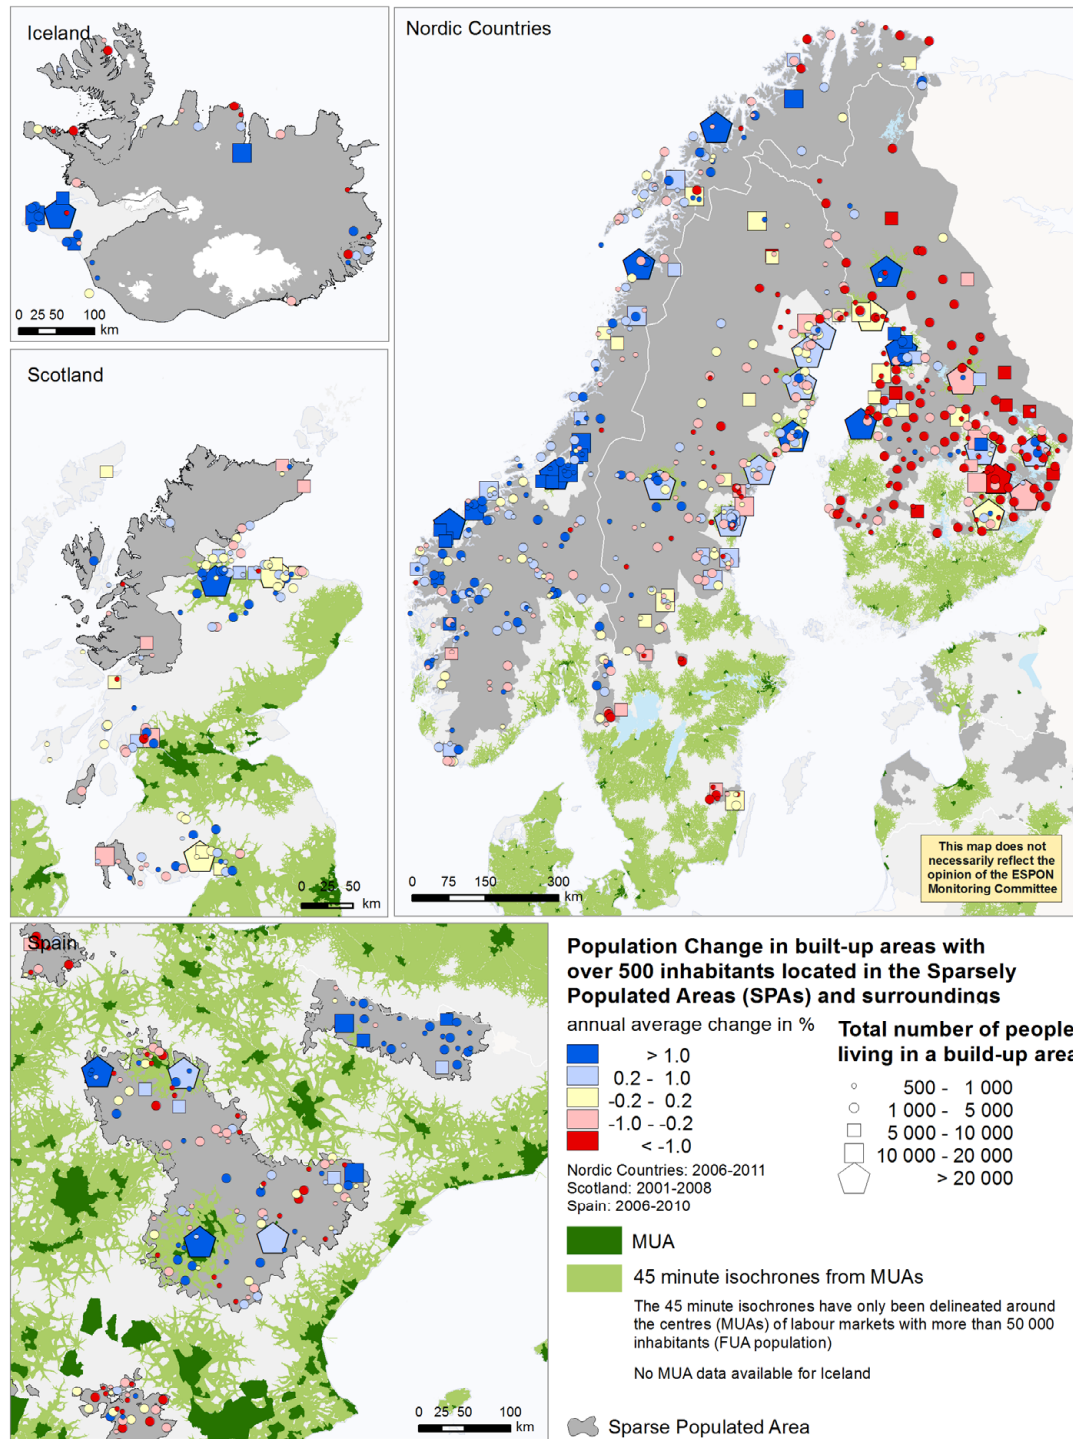 Iceland
0 25 50 100
km
Nordic Countries
Scotland
0 25 50
km
0 75 150 300
km
This map does not
necessarily reflect the
opinion of the ESPON
Monitoring Committee
Spain
0 25 50 100
km
Population Change in built-up areas with
over 500 inhabitants located in the Sparsely
Populated Areas (SPAs) and surroundings
annual average change in %
> 1.0
0.2 - 1.0
-0.2 - 0.2
-1.0 - -0.2
< -1.0
Nordic Countries: 2006-2011
Scotland: 2001-2008
Spain: 2006-2010
Total number of people
living in a build-up area
500 - 1 000
1 000 - 5 000
5 000 - 10 000
10 000 - 20 000
> 20 000
MUA
45 minute isochrones from MUAs
The 45 minute isochrones have only been delineated around
the centres (MUAs) of labour markets with more than 50 000
inhabitants (FUA population)
No MUA data available for Iceland
Sparse Populated Area